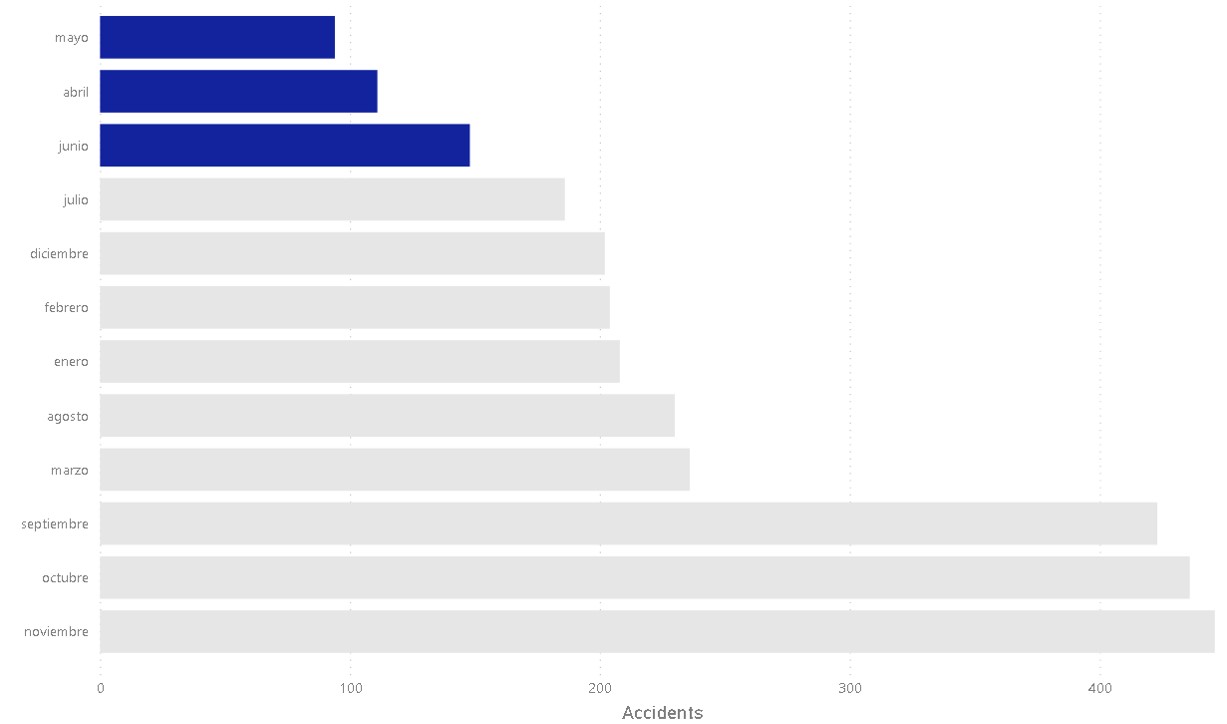 mayo
abril
junio
julio
diciembre
febrero
enero
agosto
marzo
septiembre
octubre
noviembre
0 100 200 300 400
Accidents